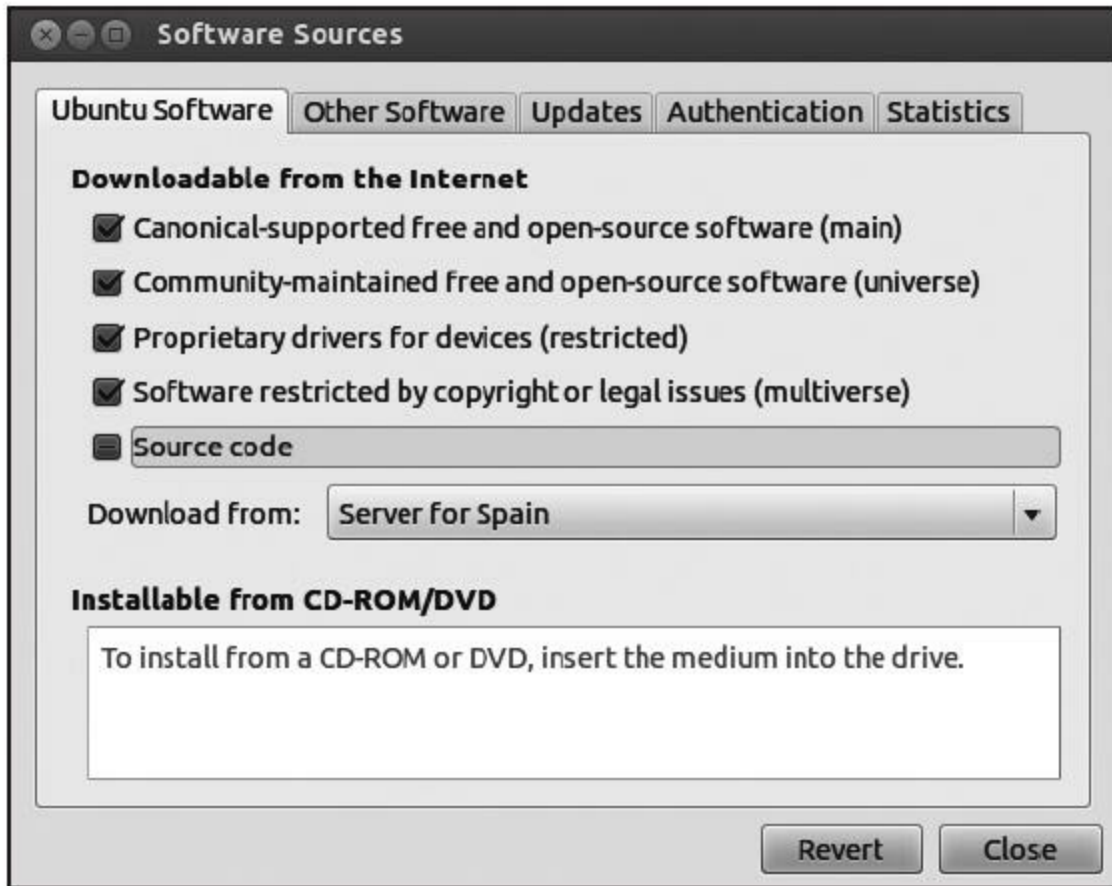 Software Sources
Ubuntu Software Other Software Updates Authentication Statistics
Downloadable from the Internet
Canonical-supported free and open-source software (main)
Community-maintained free and open-source software (universe)
Proprietary drivers for devices (restricted)
Software restricted by copyright or legal issues (multiverse)
Source code
Download from: Server for Spain
Installable from CD-ROM/DVD
To install from a CD-ROM or DVD, insert the medium into the drive.
Revert Close